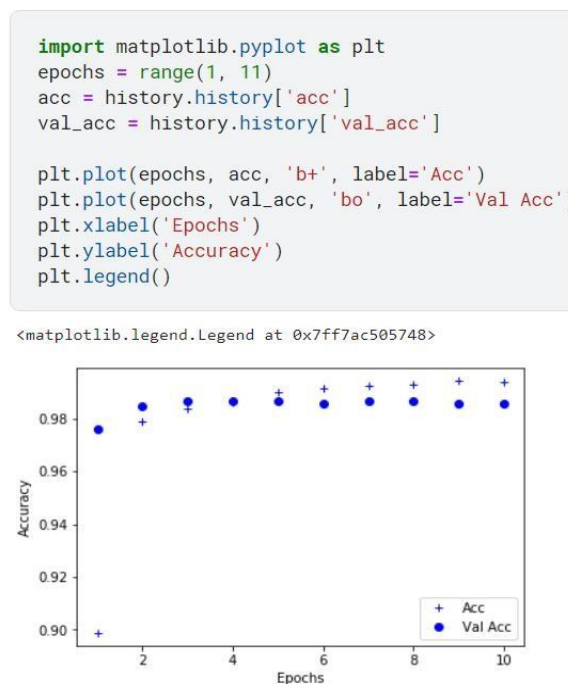 import matplotlib.pyplot as plt
epochs = range(1, 11)
acc = history.history['acc']
val_acc = history.history['val_acc']
plt.plot(epochs, acc, 'b+', label='Acc')
plt.plot(epochs, val_acc, 'bo', label='Val Acc'
plt.xlabel('Epochs')
plt.ylabel('Accuracy')
plt.legend()
<matplotlib.legend.Legend at 0x7ff7ac505748>
0.98
0.96
0.94
0.92
0.90
Accuracy
Acc
Val Acc
2 4 6 8 10
Epochs